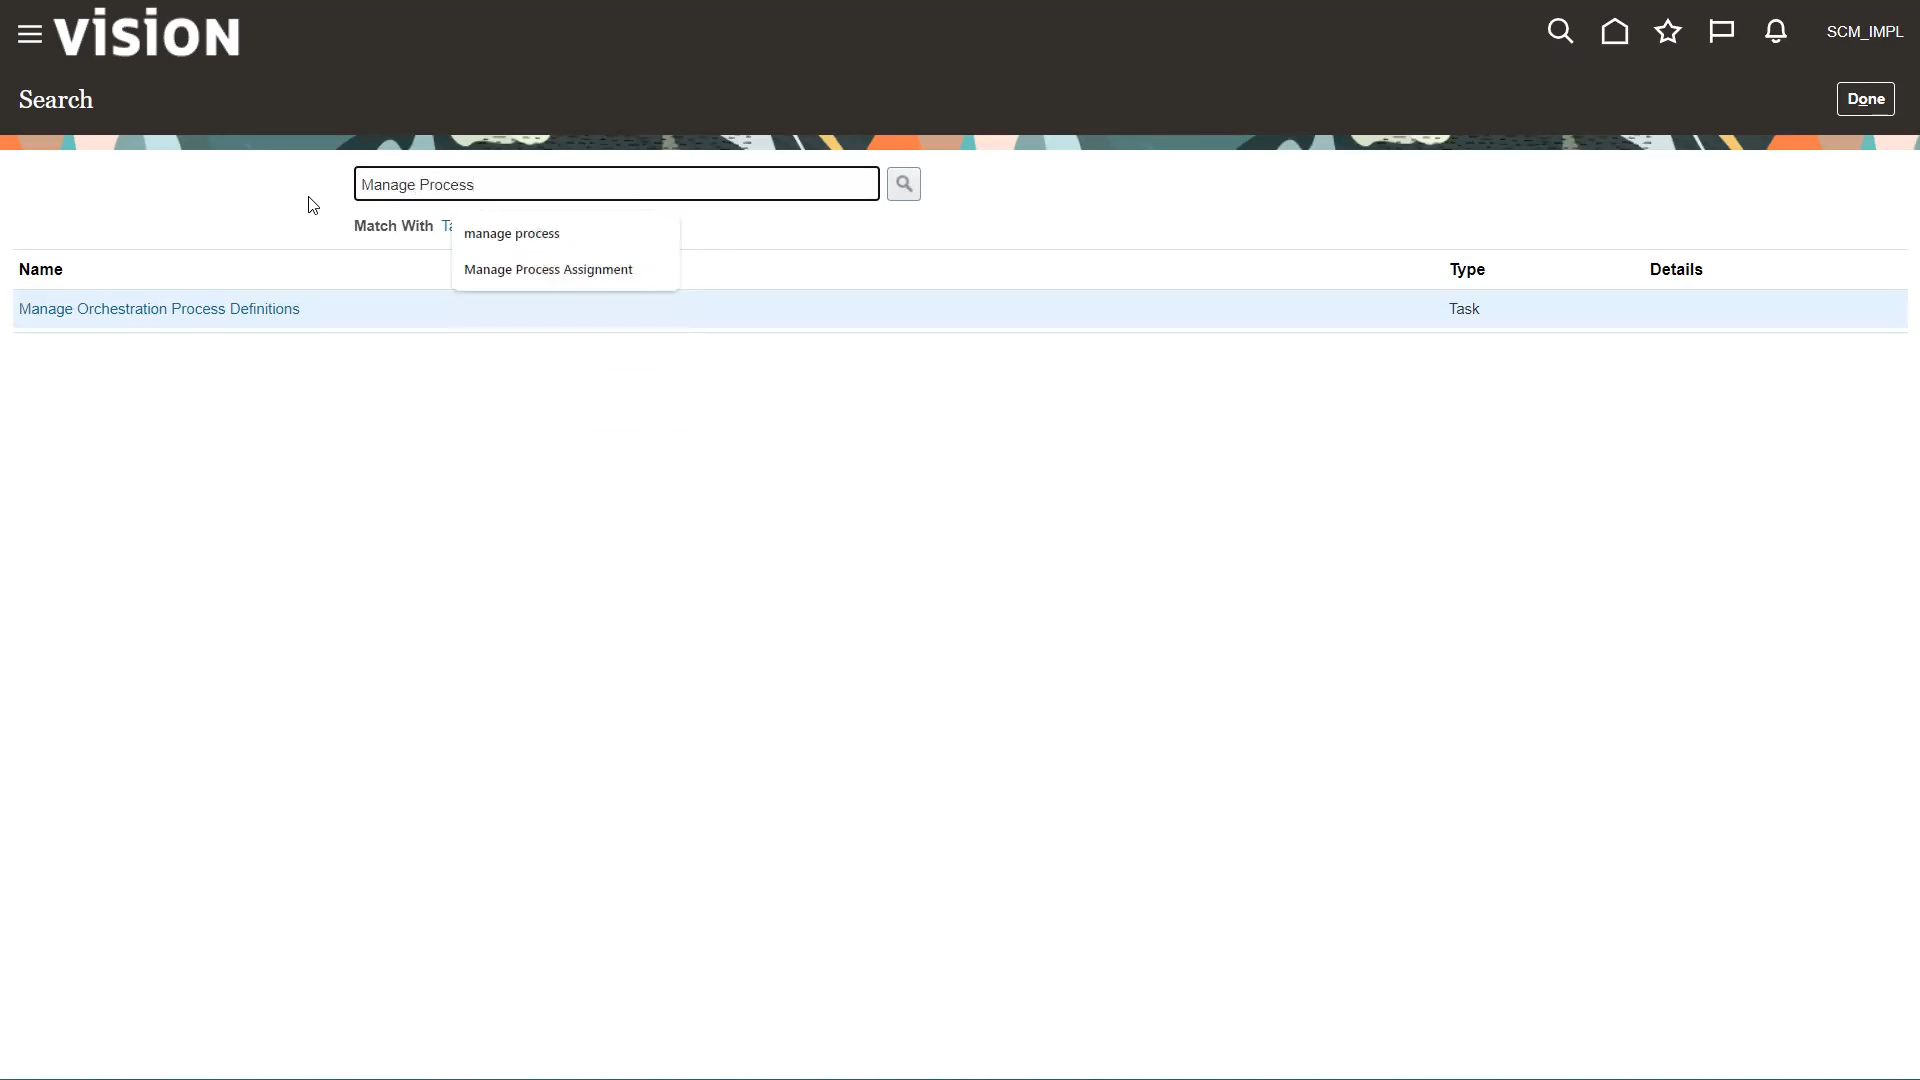 vision
SCM_IMPL
Search
Done
Manage Process
Match With
manage process
Manage Process Assignment
Name Type Details
Manage Orchestration Process Definitions Task